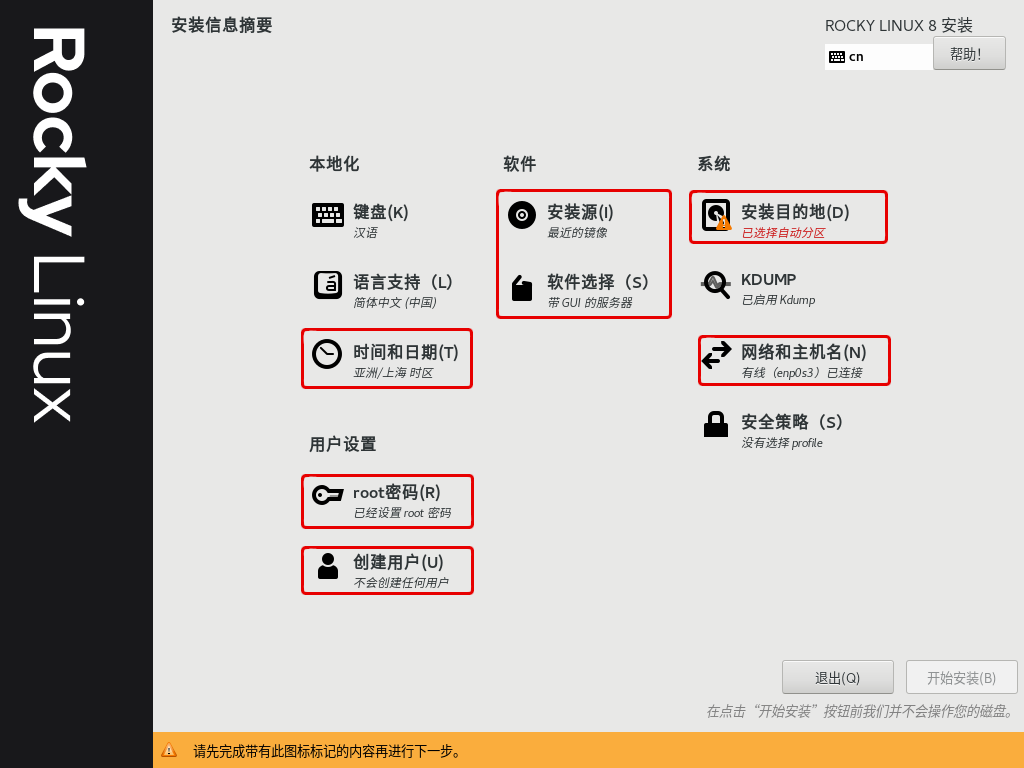 Rocky Linux
安装信息摘要
ROCKY LINUX 8 安装
cn
帮助!
本地化
键盘(K)
汉语
语言支持（L）
简体中文 (中国)
时间和日期(T)
亚洲/上海 时区
用户设置
root密码(R)
已经设置 root 密码
创建用户(U)
不会创建任何用户
软件
安装源(I)
最近的镜像
软件选择（S）
带 GUI 的服务器
系统
安装目的地(D)
已选择自动分区
KDUMP
已启用 Kdump
网络和主机名(N)
有线（enp0s3）已连接
安全策略（S）
没有选择 profile
退出(Q)
开始安装(B)
在点击“开始安装”按钮前我们并不会操作您的磁盘。
请先完成带有此图标标记的内容再进行下一步。